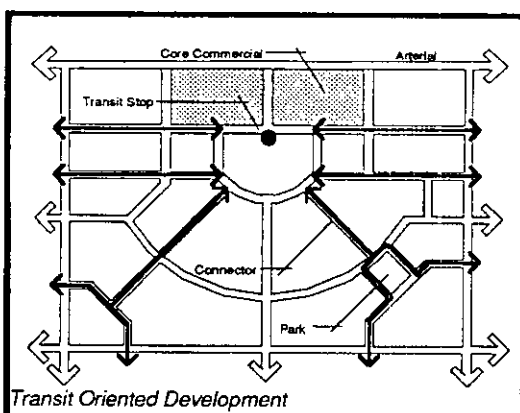 Core Commercial
Arterial
Transit Stop
Connector
Park
Transit Oriented Development